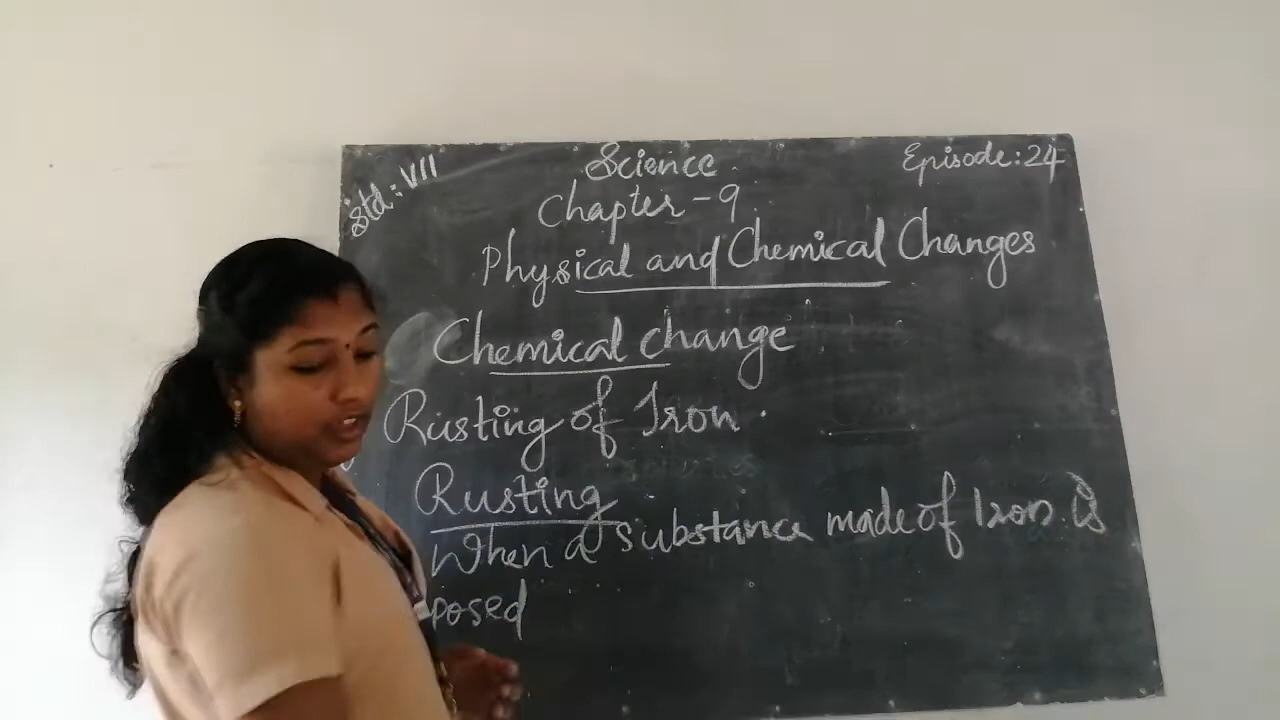 Std: VII
Science
Episode: 24
Chapter - 9
Physical and Chemical Changes
Chemical change
Rusting of Iron.
Rusting
When a substance made of Iron is
posed